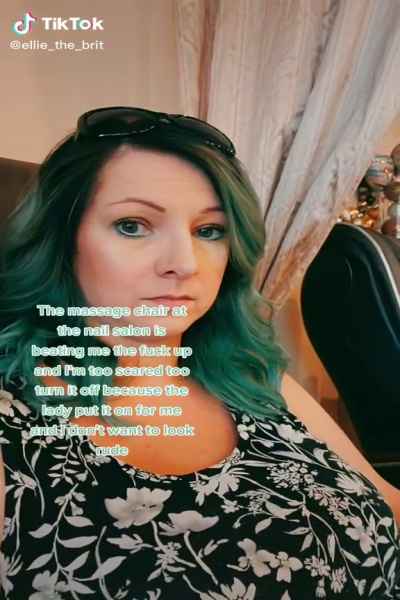 TikTok
@ellie_the_brit
The massage chair at
the nail salon is
beating me the fuck up
and I'm too scared too
turn it off because the
lady put it on for me
and I don't want to look
rude